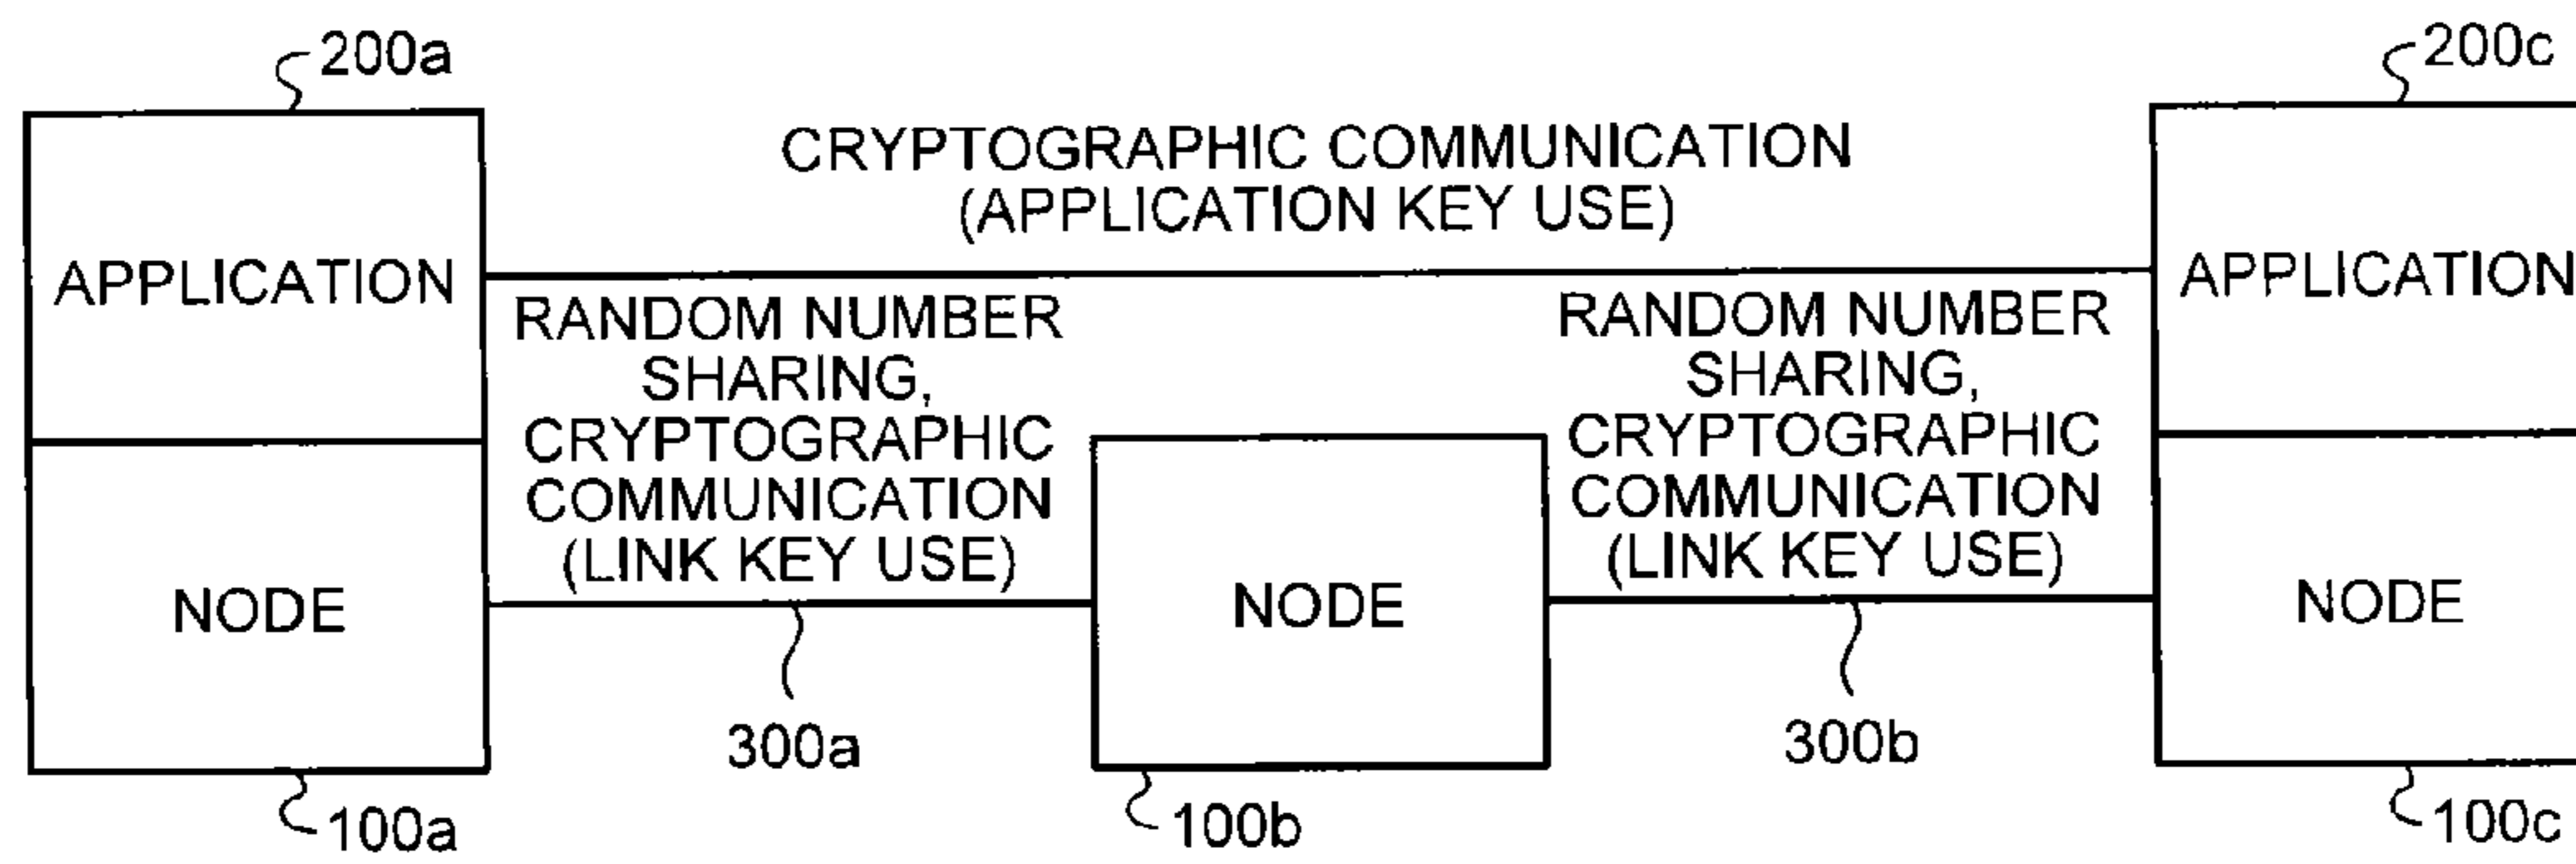 200a
200c
CRYPTOGRAPHIC COMMUNICATION
(APPLICATION KEY USE)
APPLICATION
APPLICATION
RANDOM NUMBER
SHARING,
CRYPTOGRAPHIC
COMMUNICATION
(LINK KEY USE)
RANDOM NUMBER
SHARING,
CRYPTOGRAPHIC
COMMUNICATION
(LINK KEY USE)
NODE
NODE
NODE
300a
300b
100a
100b
100c